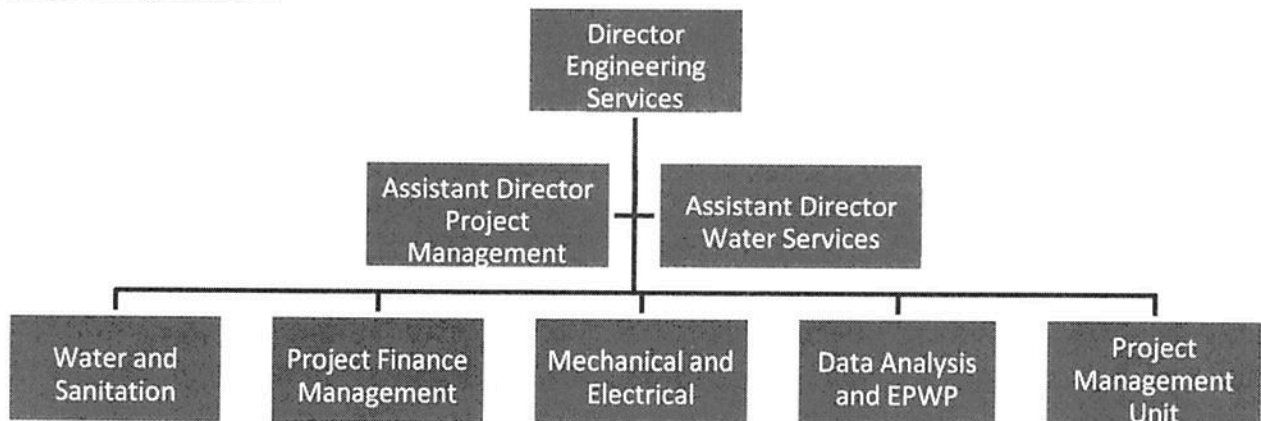 Director
Engineering
Services
Assistant Director
Project
Management
Assistant Director
Water Services
Water and
Sanitation
Project Finance
Management
Mechanical and
Electrical
Data Analysis
and EPWP
Project
Management
Unit